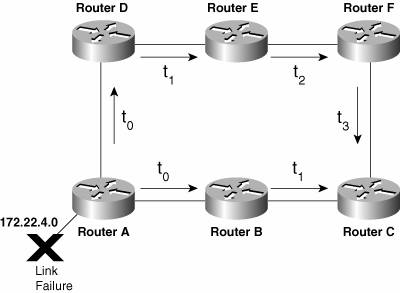 Router D
Router E
Router F
t1
t2
t0
t3
t0
t1
172.22.4.0
Router A
Router B
Router C
Link
Failure